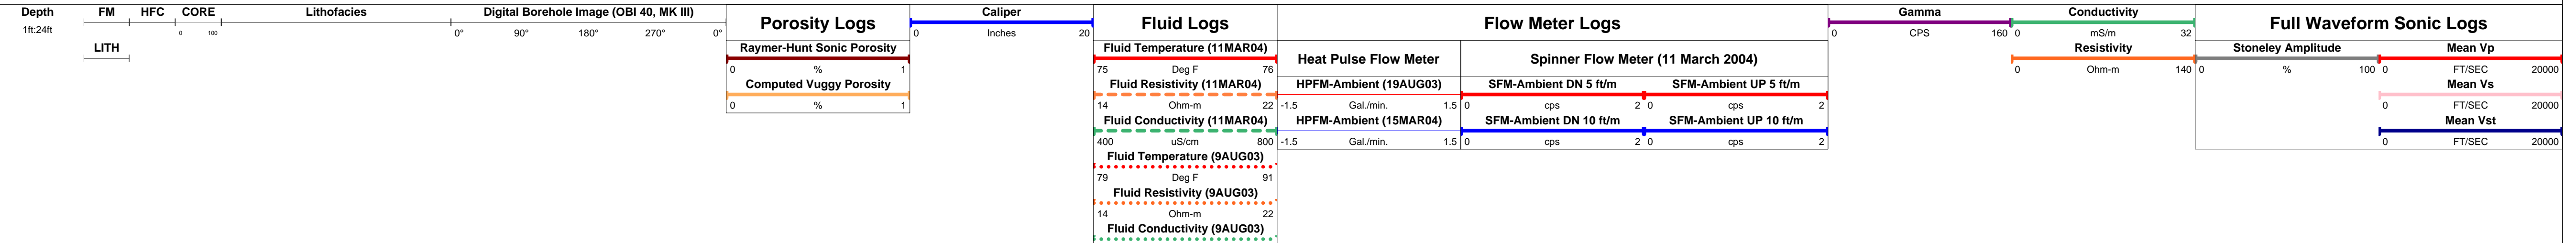 Depth
1ft:24ft
FM
LITH
HFC
CORE
0 100
Lithofacies
Digital Borehole Image (OBI 40, MK III)
0° 90° 180° 270° 0°
Porosity Logs
Raymer-Hunt Sonic Porosity
0 % 1
Computed Vuggy Porosity
0 % 1
Caliper
0 Inches 20
Fluid Logs
Fluid Temperature (11MAR04)
75 Deg F 76
Fluid Resistivity (11MAR04)
14 Ohm-m 22
Fluid Conductivity (11MAR04)
400 uS/cm 800
Fluid Temperature (9AUG03)
79 Deg F 91
Fluid Resistivity (9AUG03)
14 Ohm-m 22
Fluid Conductivity (9AUG03)
Flow Meter Logs
Heat Pulse Flow Meter
HPFM-Ambient (19AUG03)
-1.5 Gal./min. 1.5
HPFM-Ambient (15MAR04)
-1.5 Gal./min. 1.5
Spinner Flow Meter (11 March 2004)
SFM-Ambient DN 5 ft/m
0 cps 2
SFM-Ambient DN 10 ft/m
0 cps 2
SFM-Ambient UP 5 ft/m
0 cps 2
SFM-Ambient UP 10 ft/m
0 cps 2
Gamma
0 CPS 160
Conductivity
0 mS/m 32
Resistivity
0 Ohm-m 140
Full Waveform Sonic Logs
Stoneley Amplitude
0 % 100
Mean Vp
0 FT/SEC 20000
Mean Vs
0 FT/SEC 20000
Mean Vst
0 FT/SEC 20000